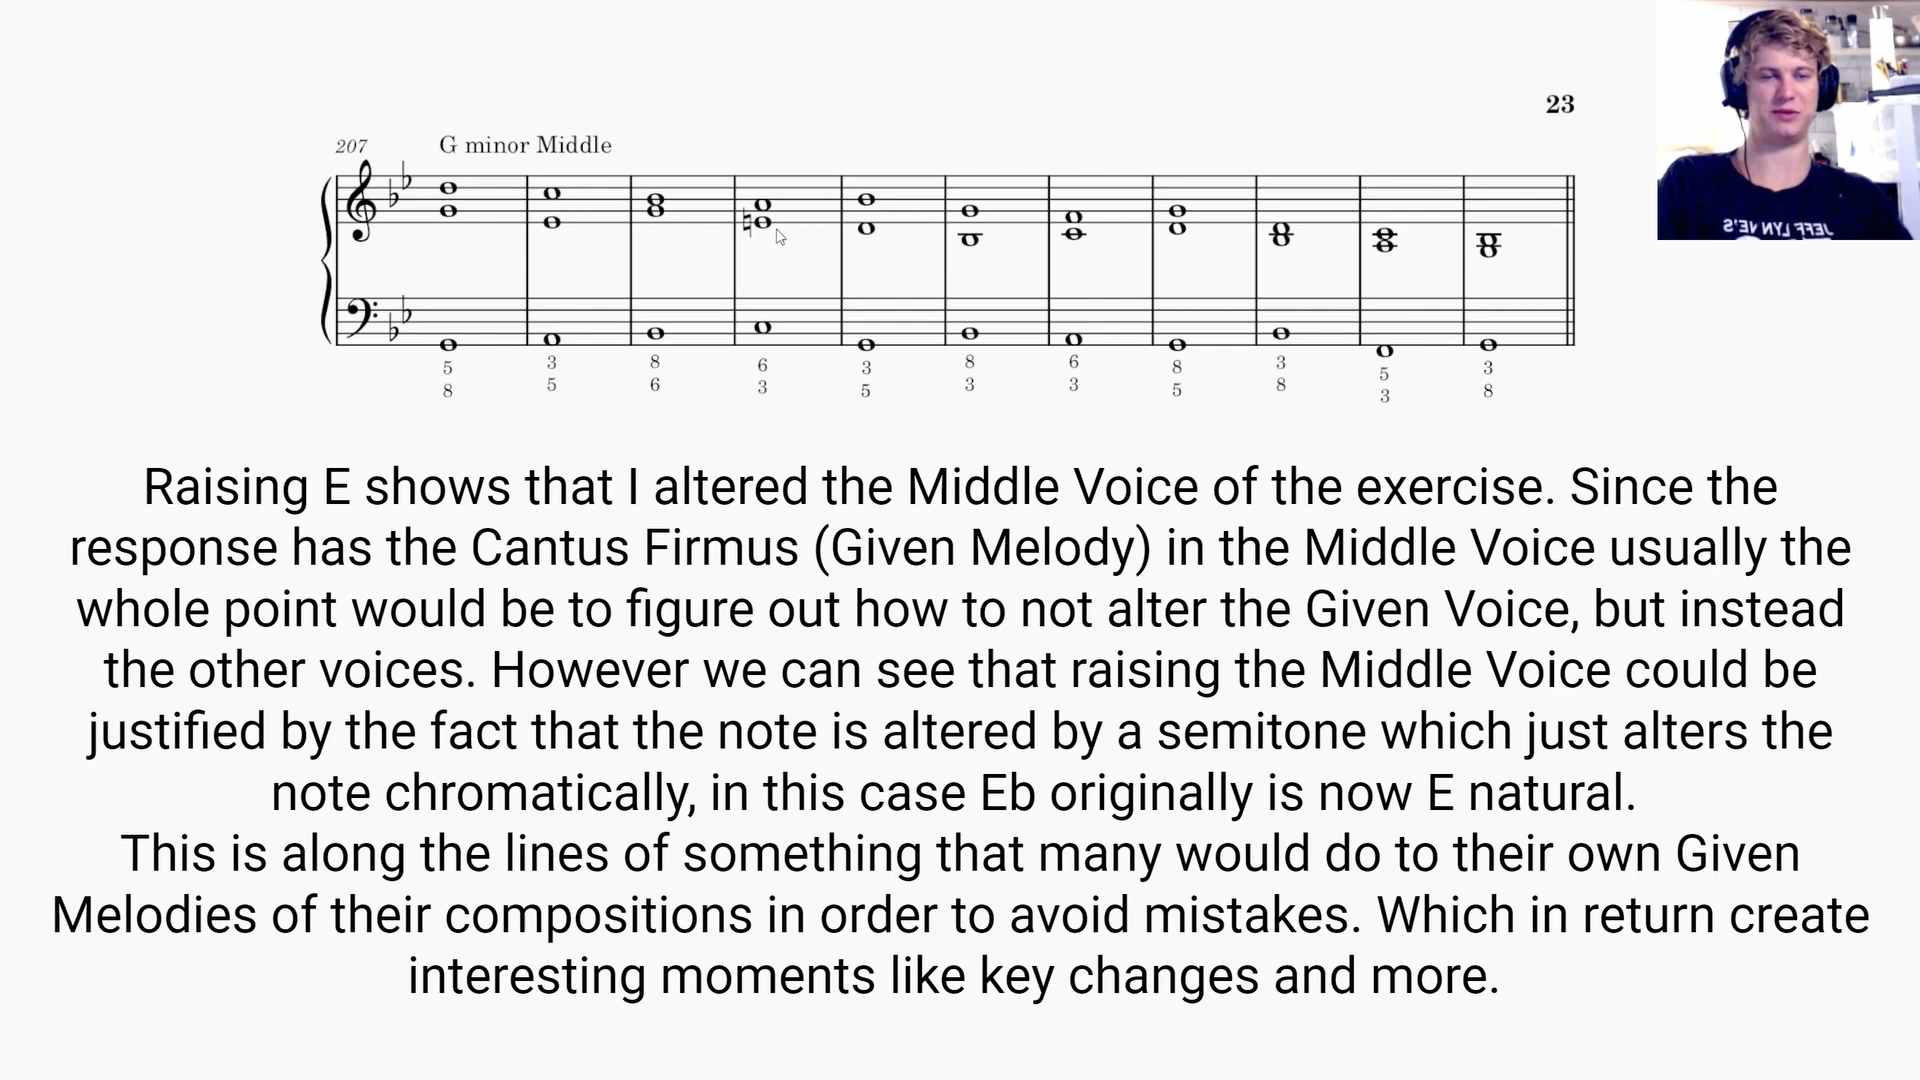 23
207 G minor Middle
5 3 8 6 3 8 6 8 3 5 3
8 5 6 3 5 3 3 5 8 3 8
JEFF LYNNE'S
Raising E shows that I altered the Middle Voice of the exercise. Since the
response has the Cantus Firmus (Given Melody) in the Middle Voice usually the
whole point would be to figure out how to not alter the Given Voice, but instead
the other voices. However we can see that raising the Middle Voice could be
justified by the fact that the note is altered by a semitone which just alters the
note chromatically, in this case Eb originally is now E natural.
This is along the lines of something that many would do to their own Given
Melodies of their compositions in order to avoid mistakes. Which in return create
interesting moments like key changes and more.